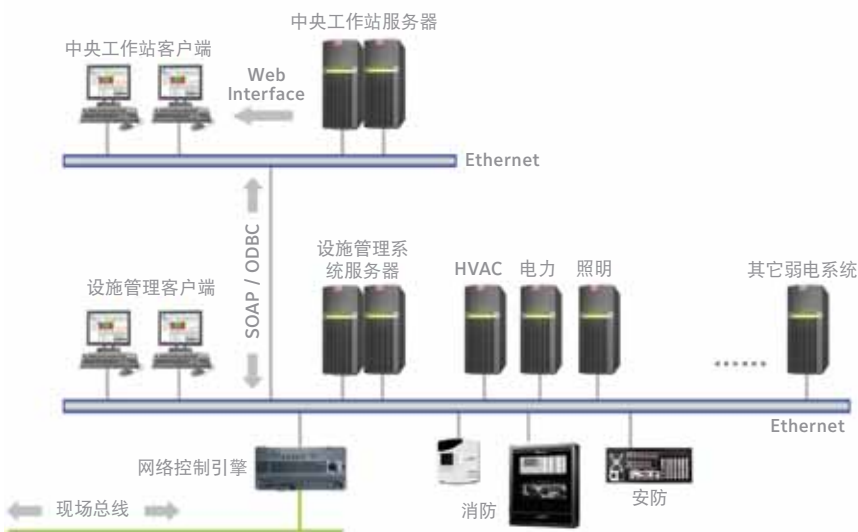 中央工作站服务器
中央工作站客户端
Web
Interface
Ethernet
SOAP / ODBC
设施管理系
统服务器
HVAC
电力
照明
其它弱电系统
设施管理客户端
......
Ethernet
网络控制引擎
消防
安防
现场总线